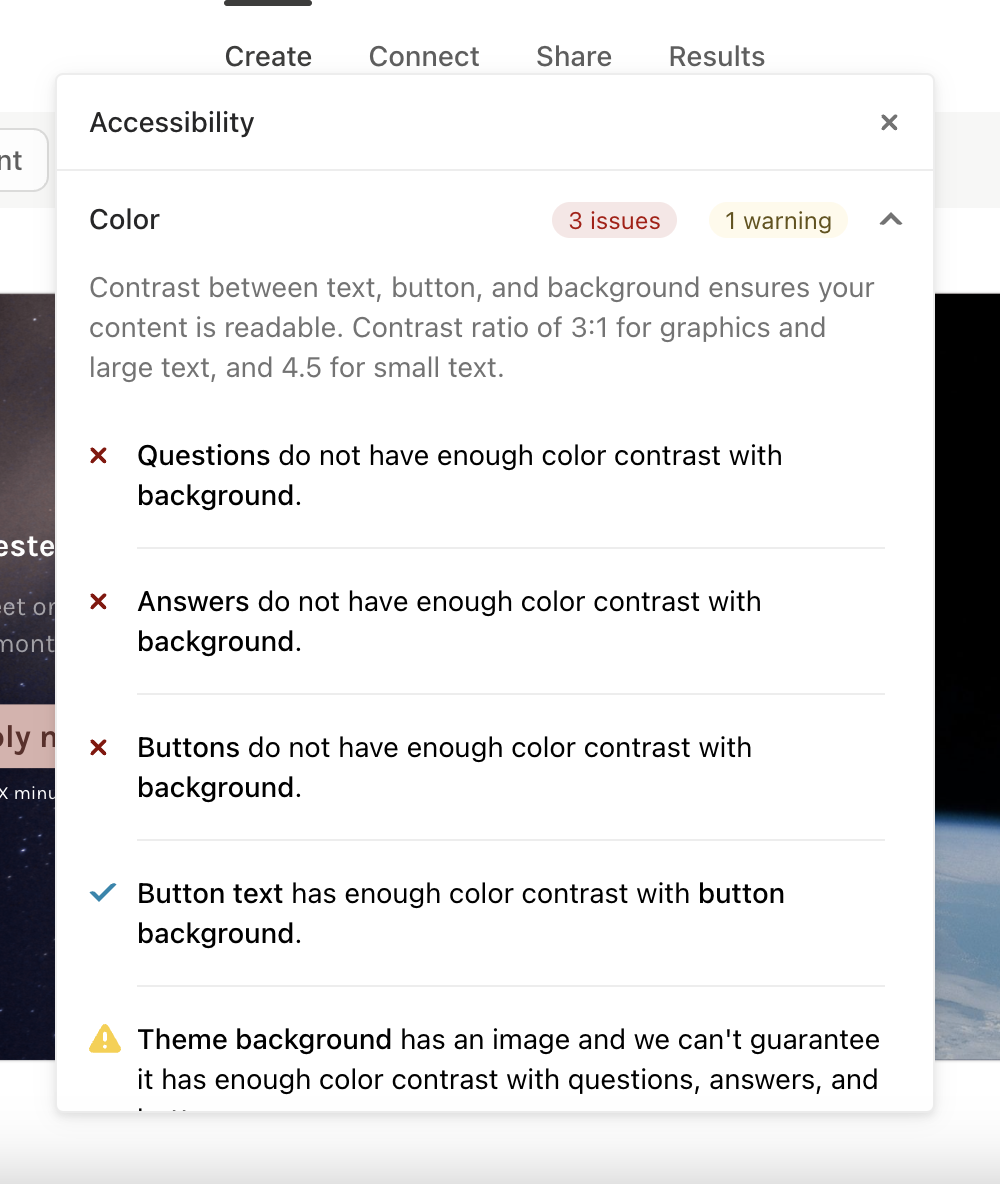 Create Connect Share Results
nt
Accessibility
Color 3 issues 1 warning
Contrast between text, button, and background ensures your
content is readable. Contrast ratio of 3:1 for graphics and
large text, and 4.5 for small text.
Questions do not have enough color contrast with
background.
este
Answers do not have enough color contrast with
eet or
background.
mont
Buttons do not have enough color contrast with
ply n
background.
X minu
Button text has enough color contrast with button
background.
Theme background has an image and we can't guarantee
it has enough color contrast with questions, answers, and